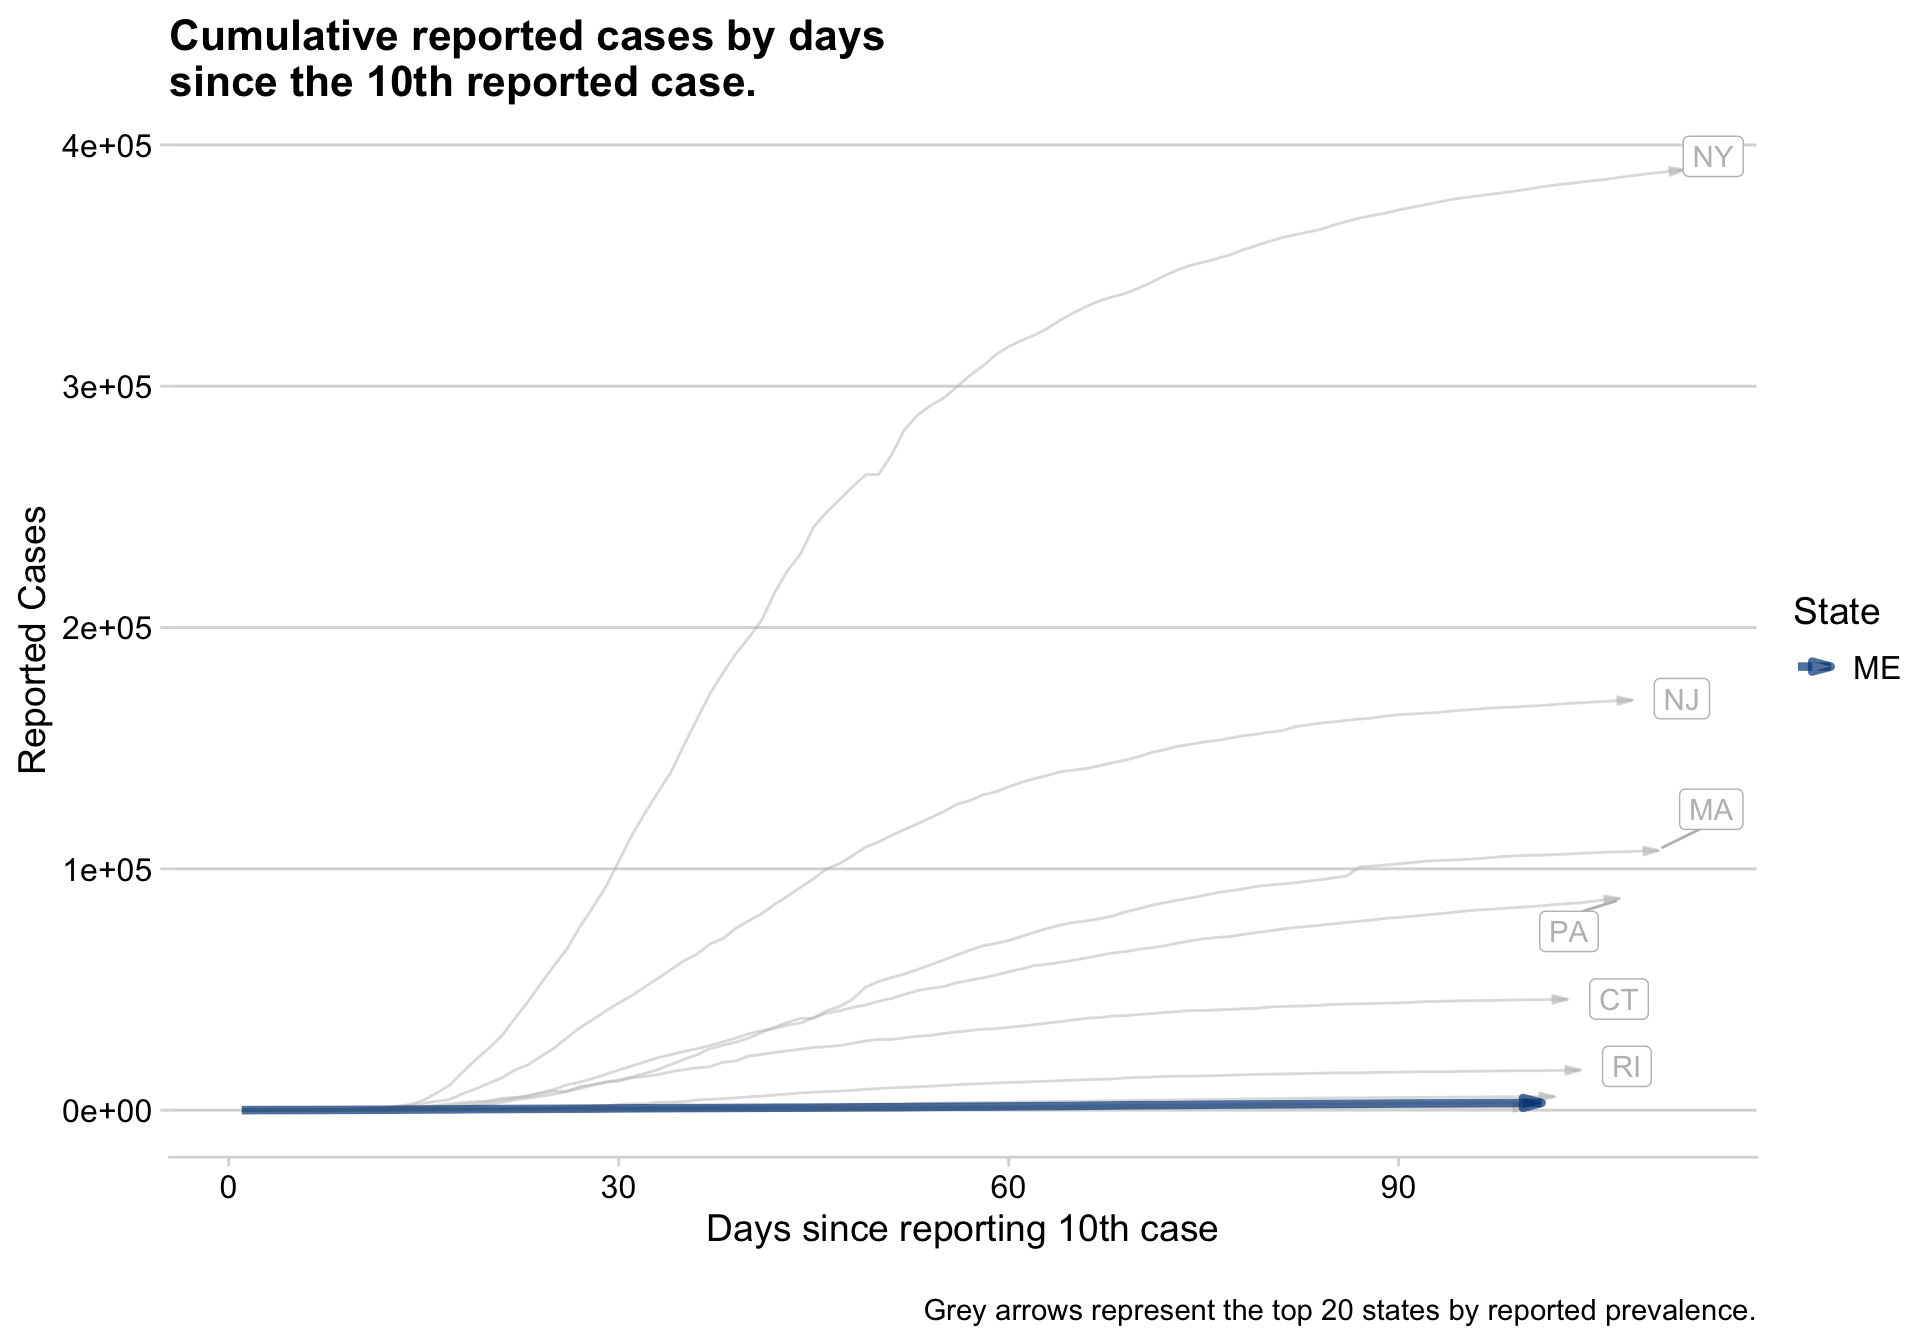 Cumulative reported cases by days
since the 10th reported case.
4e+05
3e+05
2e+05
1e+05
0e+00
Reported Cases
NY
NJ
MA
PA
CT
RI
State
ME
0
30
60
90
Days since reporting 10th case
Grey arrows represent the top 20 states by reported prevalence.